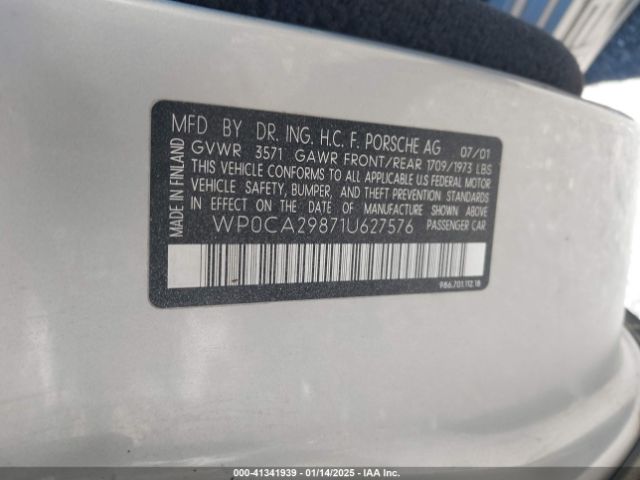 MFD BY DR. ING. H.C. F. PORSCHE AG 07/01
GVWR 3571 GAWR FRONT/REAR 1709/1973 LBS
THIS VEHICLE CONFORMS TO ALL APPLICABLE U.S FEDERAL MOTOR
VEHICLE SAFETY, BUMPER, AND THEFT PREVENTION STANDARDS
IN EFFECT ON THE DATE OF MANUFACTURE SHOWN ABOVE
WP0CA29871U627576 PASSENGER CAR
MADE IN FINLAND
986.701.112.18
000-41341939 - 01/14/2025 - IAA Inc.